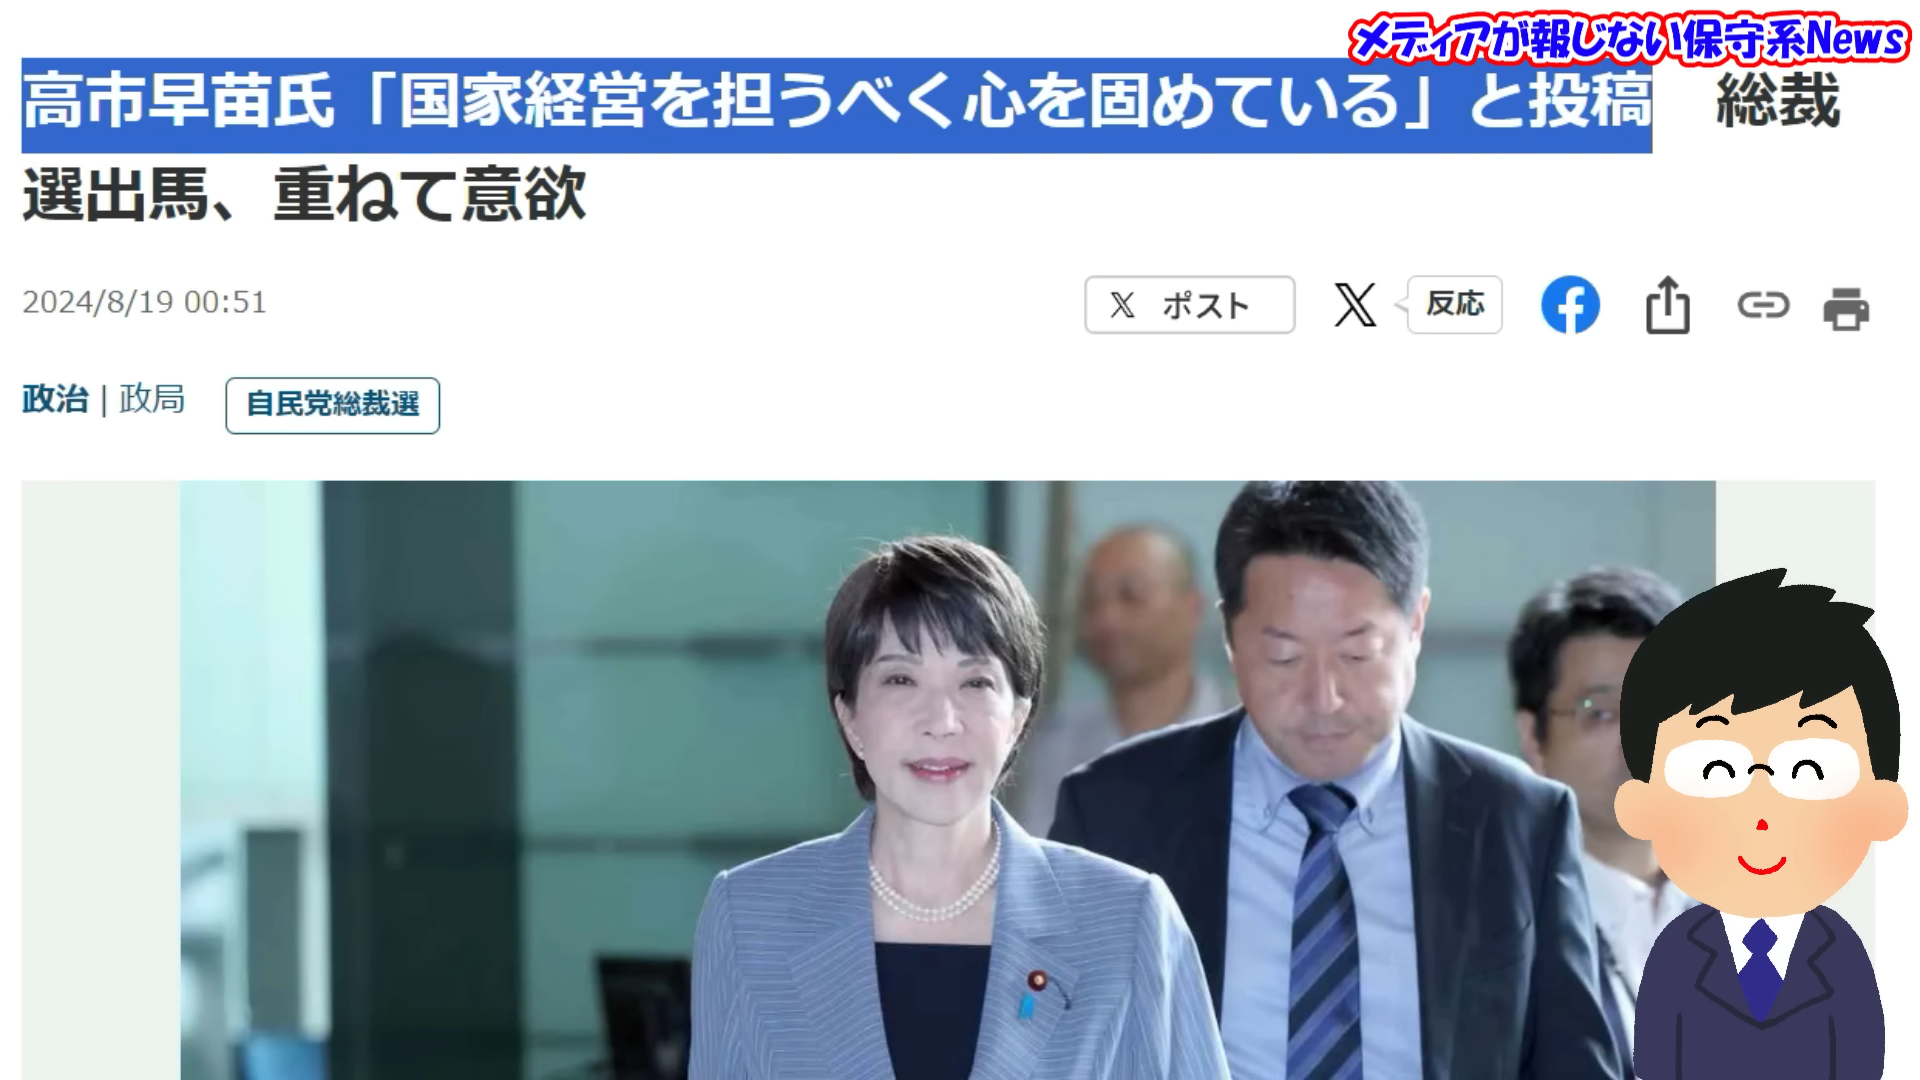 メディアが報じない保守系News
高市早苗氏「国家経営を担うべく心を固めている」と投稿 総裁
選出馬、重ねて意欲
2024/8/19 00:51
X ポスト
X 反応
政治 | 政局 自民党総裁選